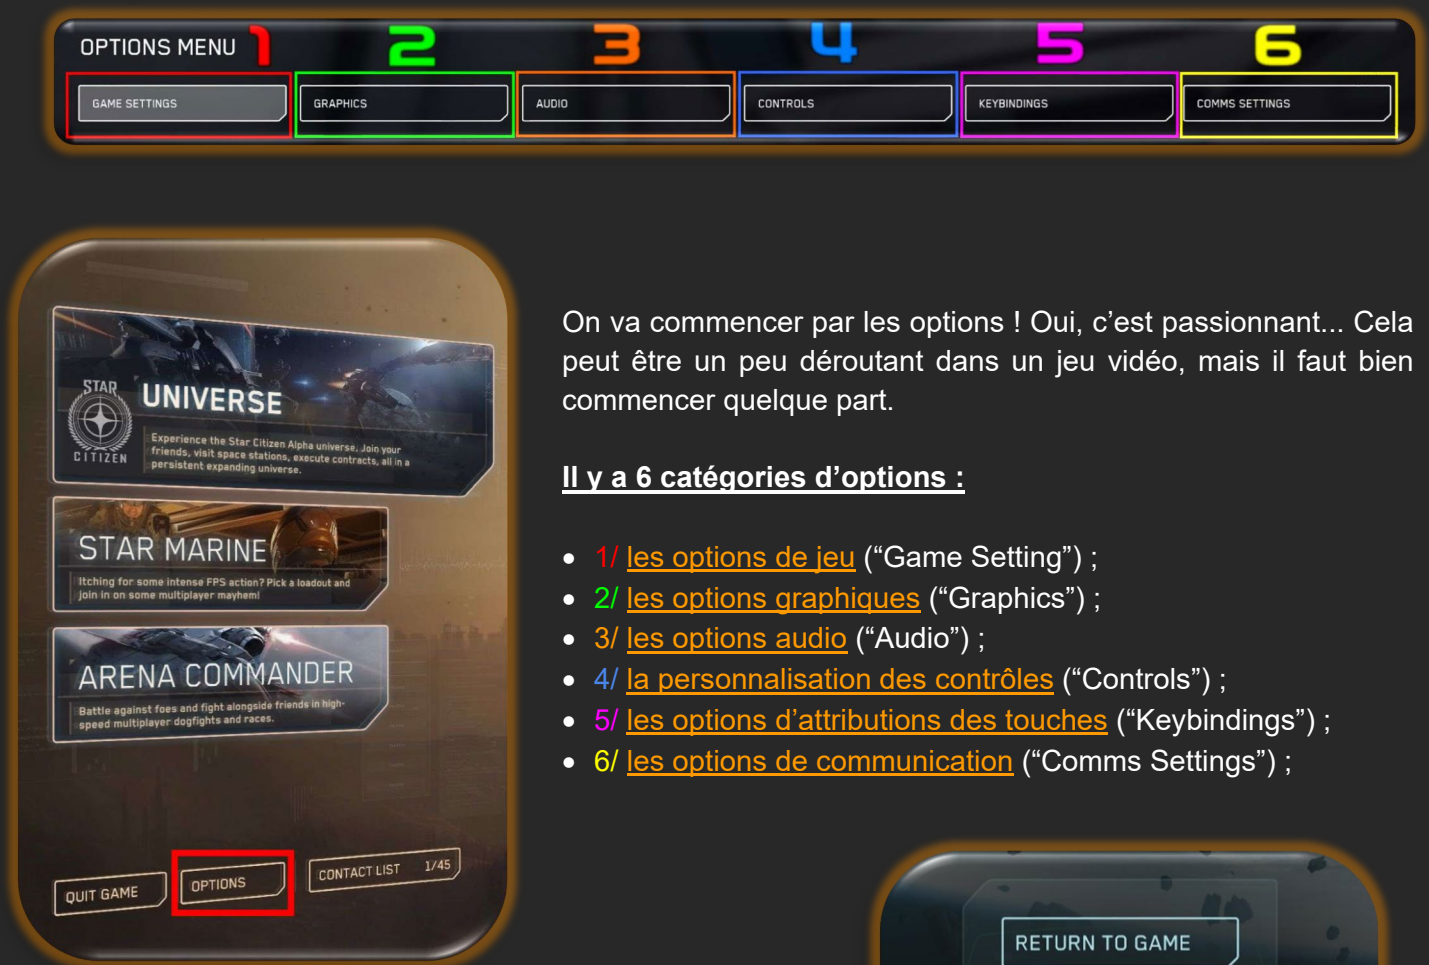 OPTIONS MENU 1 2 3 4 5 6
GAME SETTINGS GRAPHICS AUDIO CONTROLS KEYBINDINGS COMMS SETTINGS
STAR
CITIZEN
UNIVERSE
Experience the Star Citizen Alpha universe. Join your
friends, visit space stations, execute contracts, all in a
persistent expanding universe.
STAR MARINE
Itching for some intense FPS action? Pick a loadout and
join in on some multiplayer mayhem!
ARENA COMMANDER
Battle against foes and fight alongside friends in high-
speed multiplayer dogfights and races.
QUIT GAME OPTIONS CONTACT LIST 1/45
On va commencer par les options ! Oui, c’est passionnant... Cela
peut être un peu déroutant dans un jeu vidéo, mais il faut bien
commencer quelque part.
Il y a 6 catégories d’options :
• 1/ les options de jeu (“Game Setting”) ;
• 2/ les options graphiques (“Graphics”) ;
• 3/ les options audio (“Audio”) ;
• 4/ la personnalisation des contrôles (“Controls”) ;
• 5/ les options d’attributions des touches (“Keybindings”) ;
• 6/ les options de communication (“Comms Settings”) ;
RETURN TO GAME